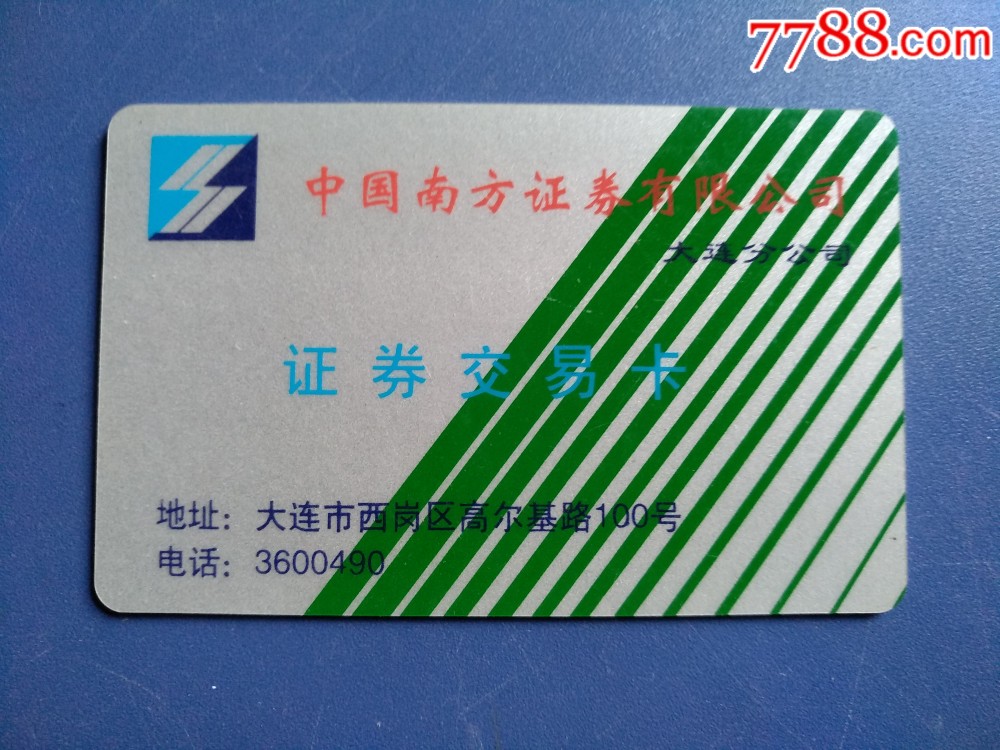 7788.com
中国南方证券有限公司
大连分公司
证券交易卡
地址：大连市西岗区高尔基路100号
电话：3600490